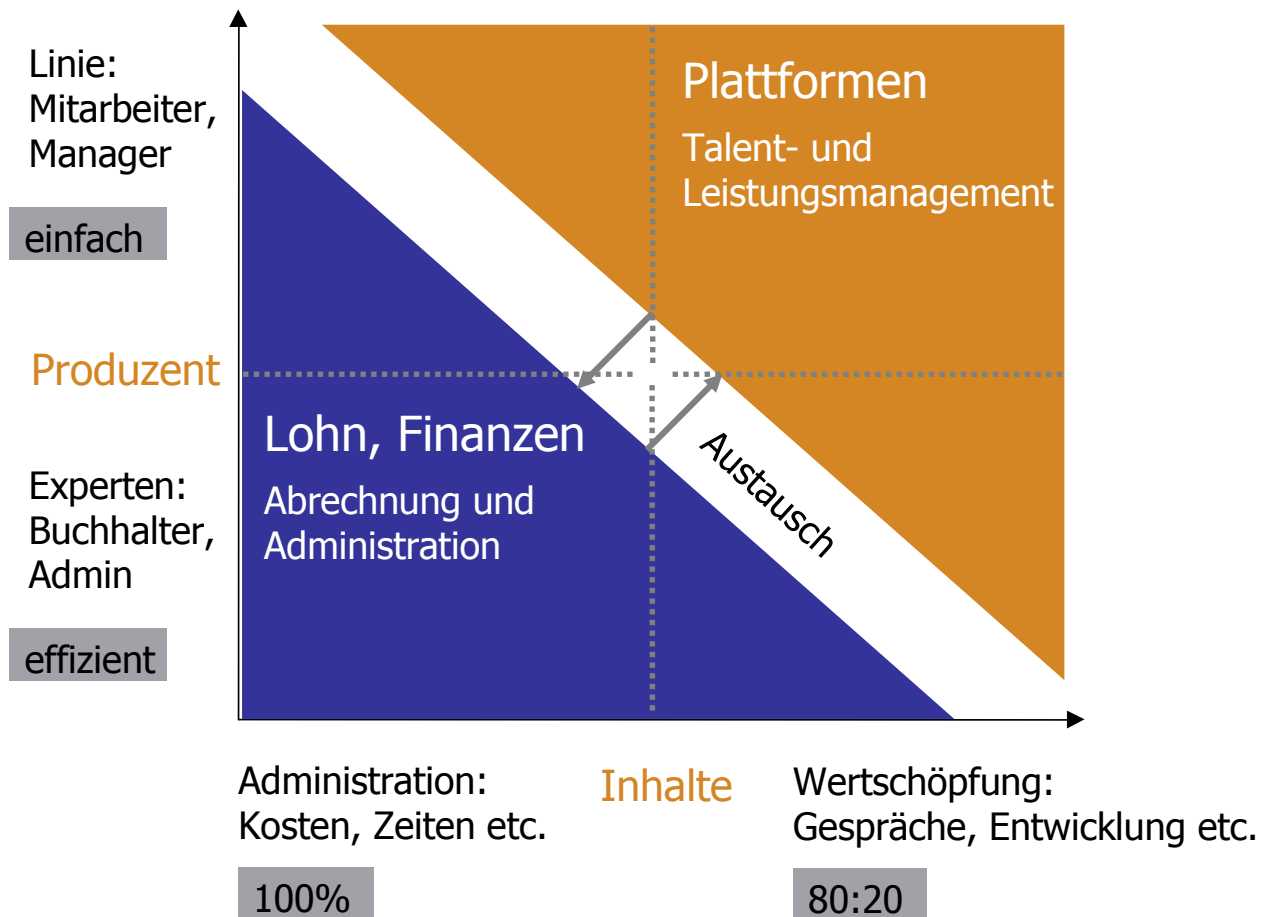 Linie:
Mitarbeiter,
Manager
einfach
Produzent
Experten:
Buchhalter,
Admin
effizient
Plattformen
Talent- und
Leistungsmanagement
Lohn, Finanzen
Abrechnung und
Administration
Austausch
Administration:
Kosten, Zeiten etc.
100%
Inhalte
Wertschöpfung:
Gespräche, Entwicklung etc.
80:20